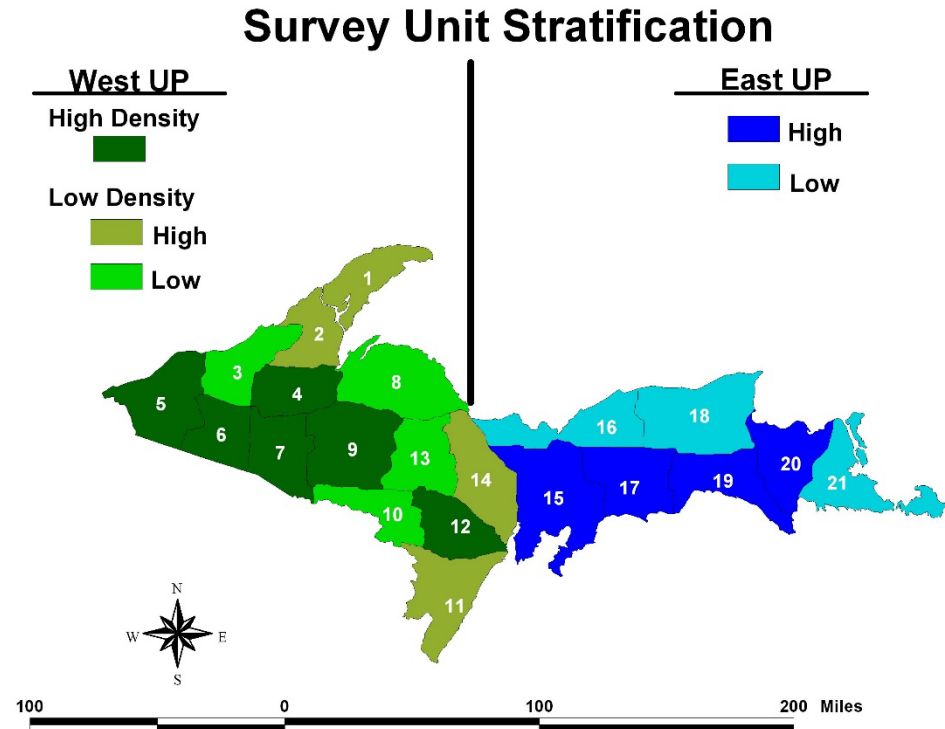 Survey Unit Stratification
West UP
High Density
Low Density
High
Low
East UP
High
Low
1
2
3
4
5
6
7
8
9
10
11
12
13
14
15
16
17
18
19
20
21
N
W E
S
100 0 100 200 Miles